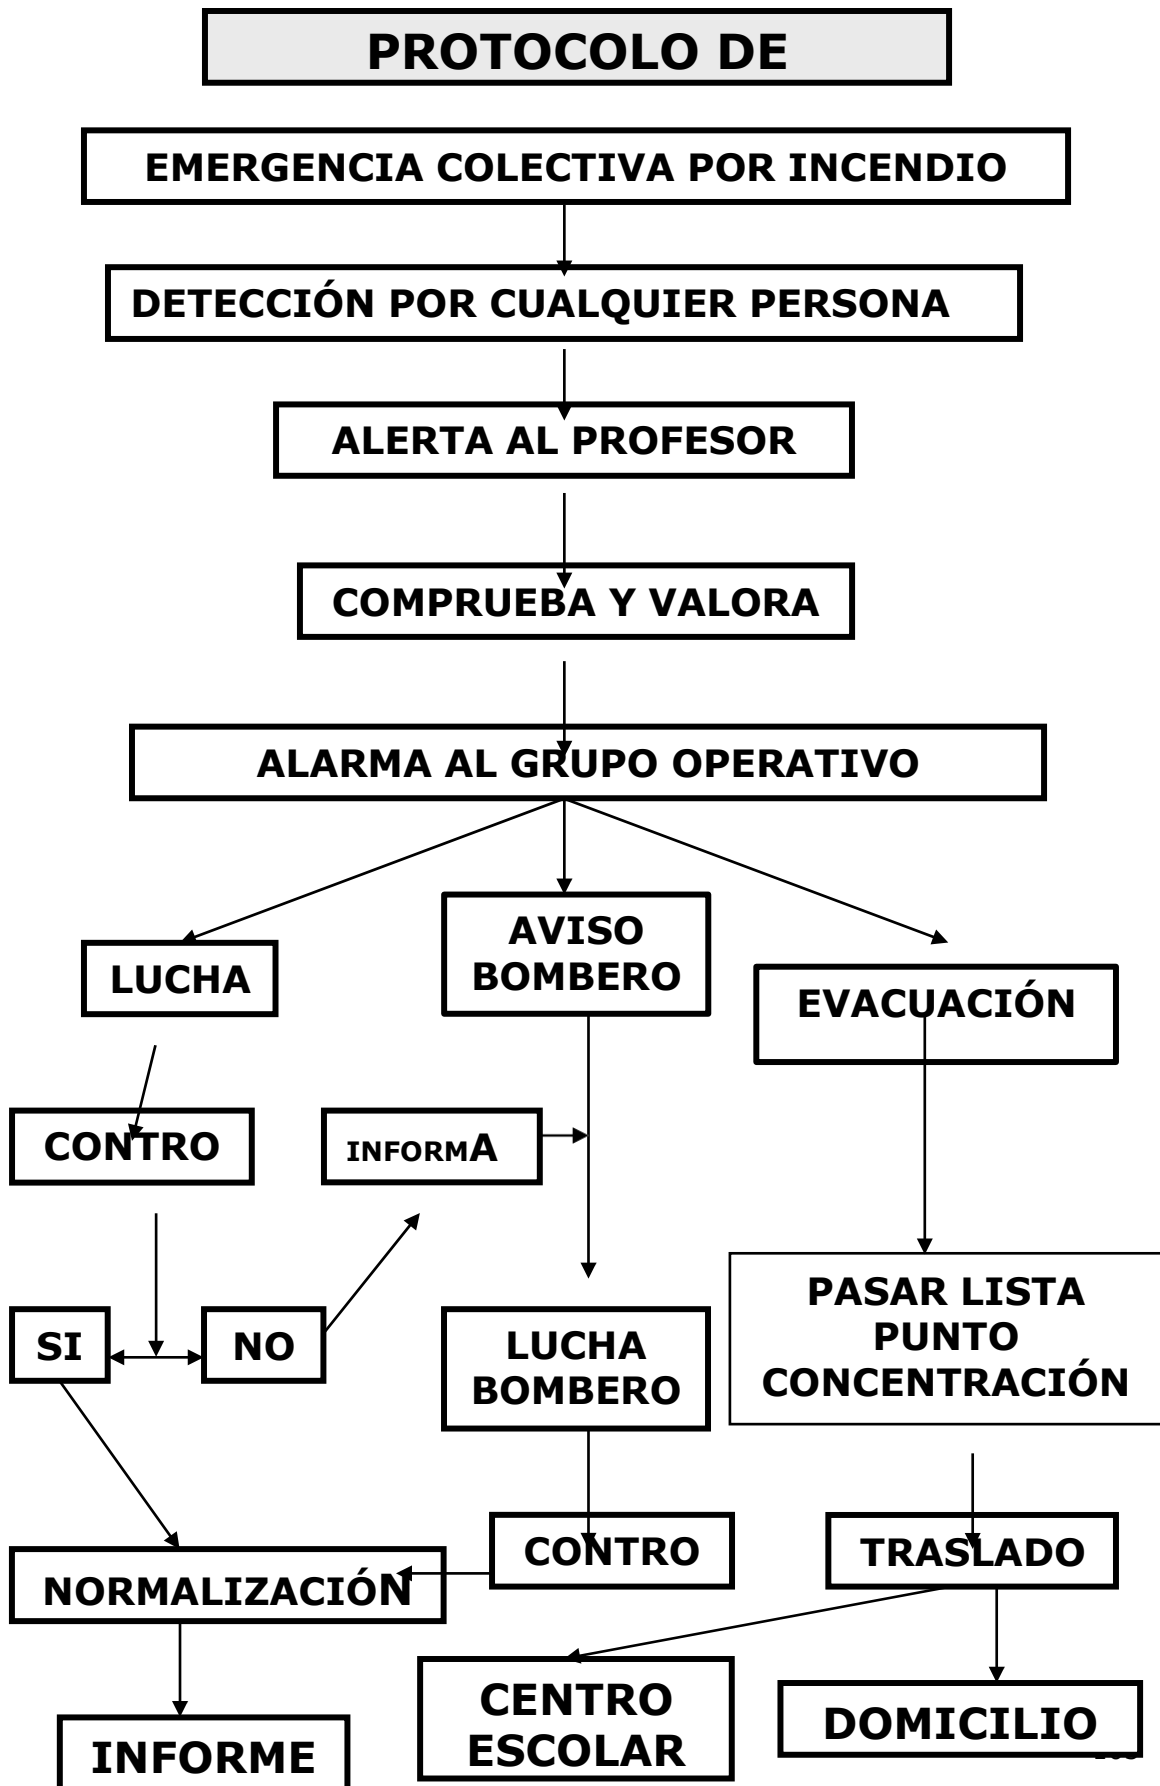 PROTOCOLO DE
EMERGENCIA COLECTIVA POR INCENDIO
DETECCIÓN POR CUALQUIER PERSONA
ALERTA AL PROFESOR
COMPRUEBA Y VALORA
ALARMA AL GRUPO OPERATIVO
LUCHA
AVISO
BOMBERO
EVACUACIÓN
CONTRO
INFORMA
SI
NO
LUCHA
BOMBERO
PASAR LISTA
PUNTO
CONCENTRACIÓN
NORMALIZACIÓN
CONTRO
TRASLADO
INFORME
CENTRO
ESCOLAR
DOMICILIO